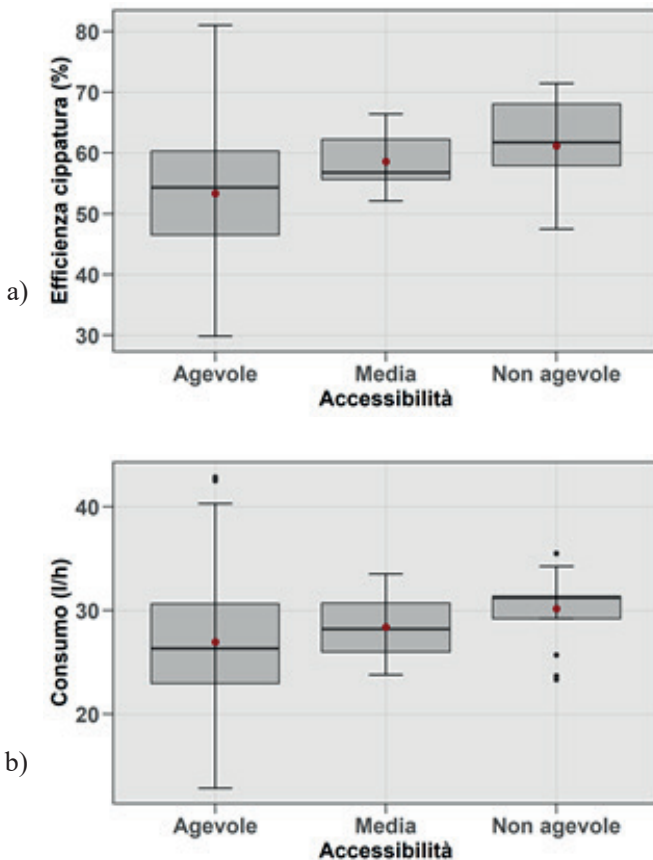 a)
Efficienza cippatura (%)
80
70
60
50
40
30
Agevole Media Non agevole
Accessibilità
b)
Consumo (l/h)
40
30
20
Agevole Media Non agevole
Accessibilità